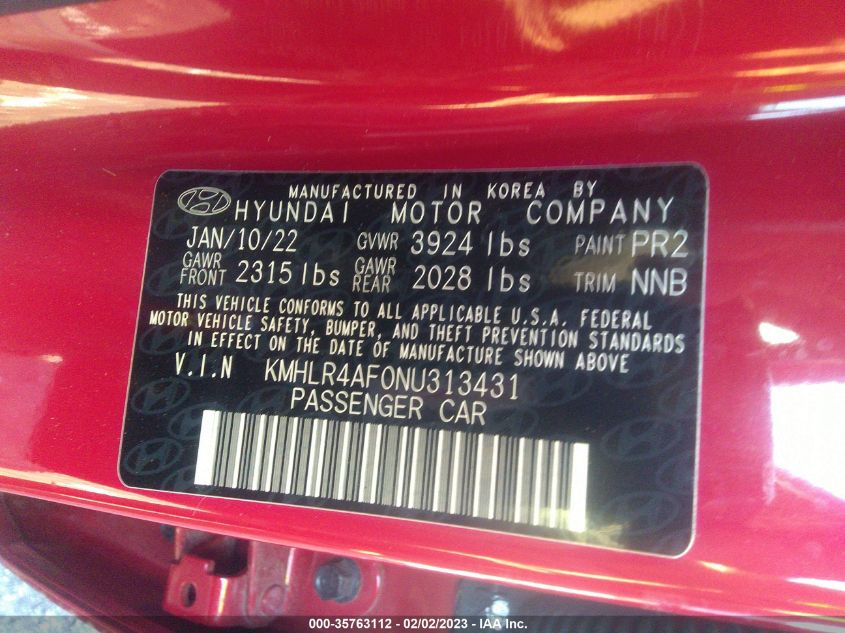 MANUFACTURED IN KOREA BY
HYUNDAI MOTOR COMPANY
JAN/10/22 GVWR 3924 lbs PAINT PR2
GAWR FRONT 2315 lbs GAWR REAR 2028 lbs TRIM NNB
THIS VEHICLE CONFORMS TO ALL APPLICABLE U.S.A. FEDERAL
MOTOR VEHICLE SAFETY, BUMPER, AND THEFT PREVENTION STANDARDS
IN EFFECT ON THE DATE OF MANUFACTURE SHOWN ABOVE
V.I.N KMHLR4AF0NU313431
PASSENGER CAR
000-35763112 - 02/02/2023 - IAA Inc.